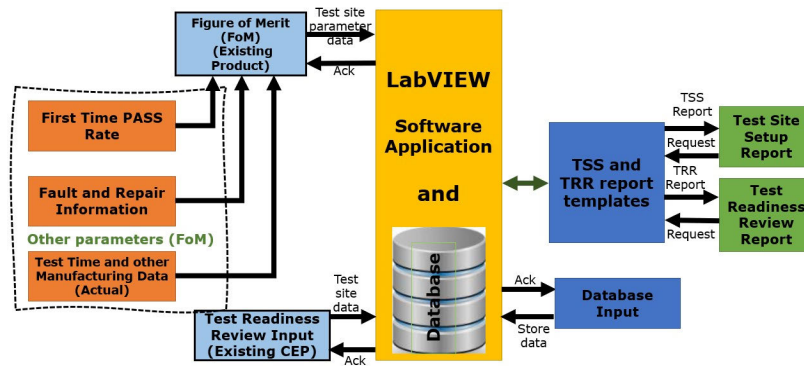 Figure of Merit
(FoM)
(Existing
Product)
Test site
parameter
data
Ack
First Time PASS
Rate
Fault and Repair
Information
Other parameters (FoM)
Test Time and other
Manufacturing Data
(Actual)
Test Readiness
Review Input
(Existing CEP)
Test
site
data
Ack
LabVIEW
Software
Application
and
Database
TSS and
TRR report
templates
TSS
Report
Request
TRR
Report
Request
Test Site
Setup
Report
Test
Readiness
Review
Report
Ack
Store
data
Database
Input